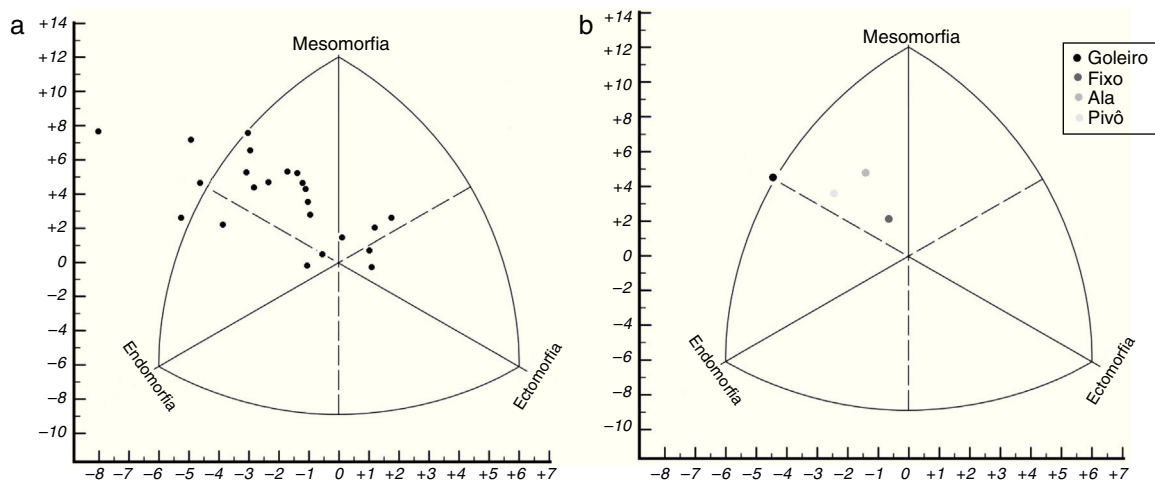 a
+14
+12
+10
+8
+6
+4
+2
0
−2
−4
−6
−8
−10
Mesomorfia
Endomorfia
Ectomorfia
−8 −7 −6 −5 −4 −3 −2 −1 0 +1 +2 +3 +4 +5 +6 +7
b
+14
+12
+10
+8
+6
+4
+2
0
−2
−4
−6
−8
−10
Mesomorfia
Goleiro
Fixo
Ala
Pivô
Endomorfia
Ectomorfia
−8 −7 −6 −5 −4 −3 −2 −1 0 +1 +2 +3 +4 +5 +6 +7